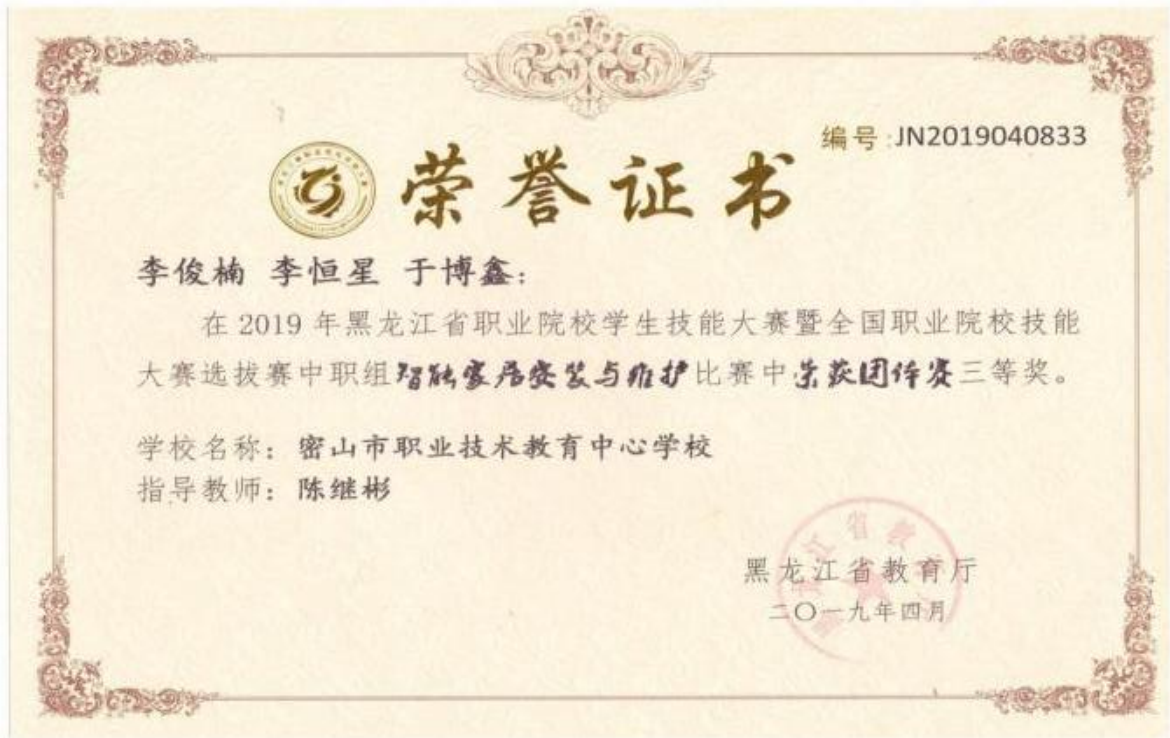 编号:JN2019040833
荣誉证书
李俊楠 李恒星 于博鑫:
在2019年黑龙江省职业院校学生技能大赛暨全国职业院校技能
大赛选拔赛中职组智能家居安装与维护比赛中荣获团体赛三等奖。
学校名称:密山市职业技术教育中心学校
指导教师:陈继彬
黑龙江省教育厅
二〇一九年四月